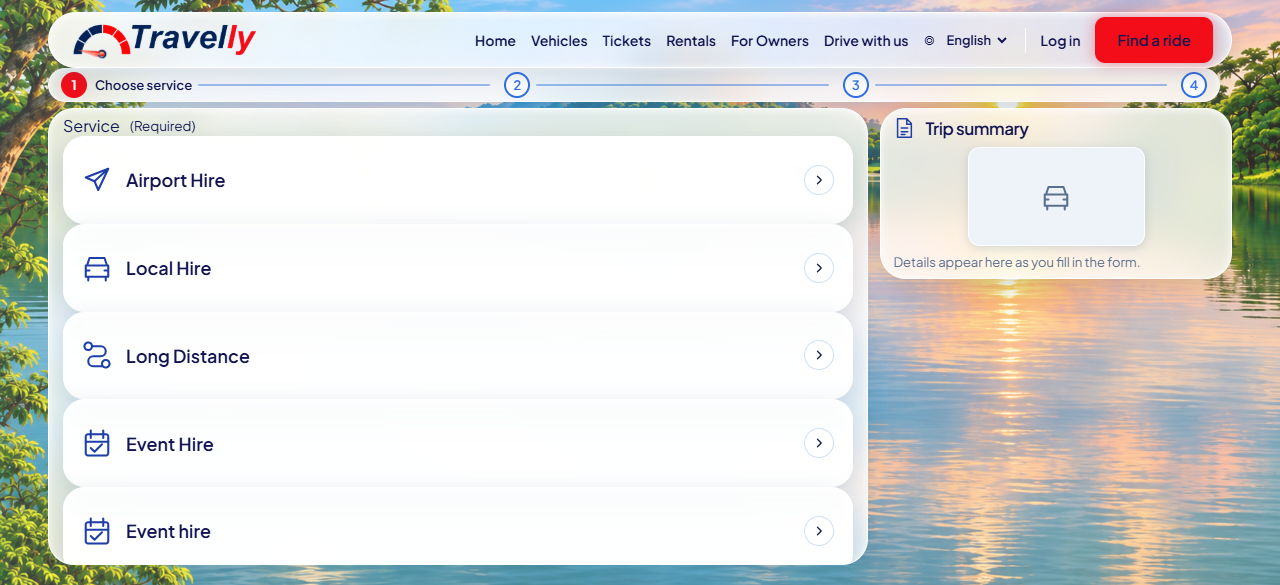 Travelly
Home Vehicles Tickets Rentals For Owners Drive with us English Log in Find a ride
1 Choose service 2 3 4
Service (Required)
Airport Hire
Local Hire
Long Distance
Event Hire
Event hire
Trip summary
Details appear here as you fill in the form.